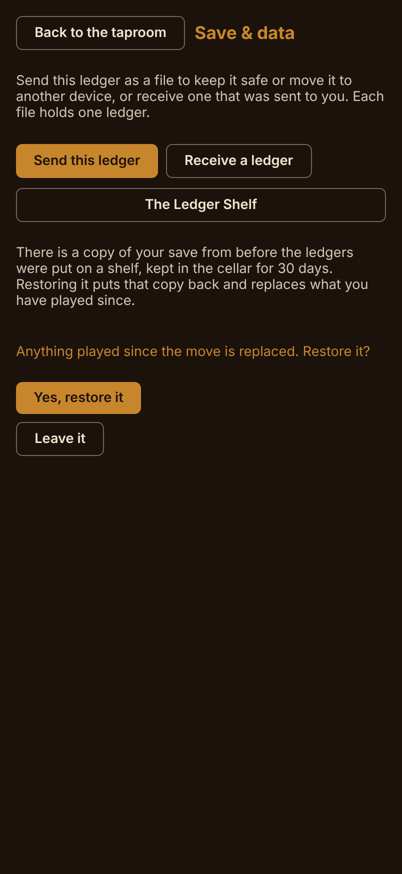 Back to the taproom
Save & data
Send this ledger as a file to keep it safe or move it to
another device, or receive one that was sent to you. Each
file holds one ledger.
Send this ledger
Receive a ledger
The Ledger Shelf
There is a copy of your save from before the ledgers
were put on a shelf, kept in the cellar for 30 days.
Restoring it puts that copy back and replaces what you
have played since.
Anything played since the move is replaced. Restore it?
Yes, restore it
Leave it